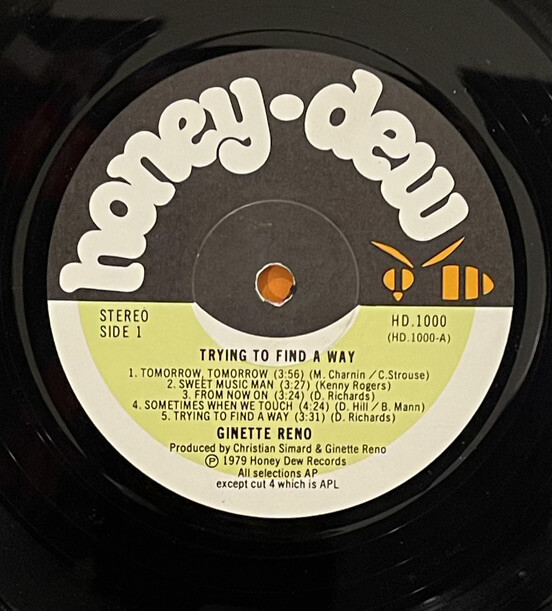 honey-dew
STEREO
SIDE 1
HD.1000
(HD.1000-A)
TRYING TO FIND A WAY
1. TOMORROW, TOMORROW (3:56) (M. Charnin / C.Strouse)
2. SWEET MUSIC MAN (3:27) (Kenny Rogers)
3. FROM NOW ON (3:24) (D. Richards)
4. SOMETIMES WHEN WE TOUCH (4:24) (D. Hill / B. Mann)
5. TRYING TO FIND A WAY (3:31) (D. Richards)
GINETTE RENO
Produced by Christian Simard & Ginette Reno
Ⓟ 1979 Honey Dew Records
All selections AP
except cut 4 which is APL